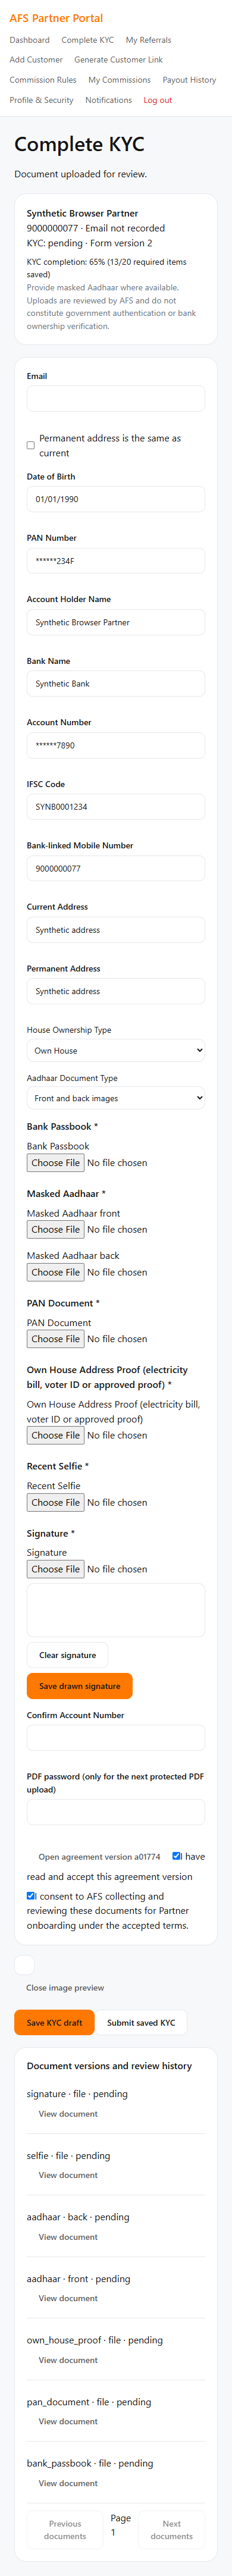 AFS Partner Portal
Dashboard Complete KYC My Referrals
Add Customer Generate Customer Link
Commission Rules My Commissions Payout History
Profile & Security Notifications Log out
Complete KYC
Document uploaded for review.
Synthetic Browser Partner
9000000077 · Email not recorded
KYC: pending · Form version 2
KYC completion: 65% (13/20 required items
saved)
Provide masked Aadhaar where available.
Uploads are reviewed by AFS and do not
constitute government authentication or bank
ownership verification.
Email
Permanent address is the same as
current
Date of Birth
01/01/1990
PAN Number
******234F
Account Holder Name
Synthetic Browser Partner
Bank Name
Synthetic Bank
Account Number
******7890
IFSC Code
SYNB0001234
Bank-linked Mobile Number
9000000077
Current Address
Synthetic address
Permanent Address
Synthetic address
House Ownership Type
Own House
Aadhaar Document Type
Front and back images
Bank Passbook *
Bank Passbook
Choose File No file chosen
Masked Aadhaar *
Masked Aadhaar front
Choose File No file chosen
Masked Aadhaar back
Choose File No file chosen
PAN Document *
PAN Document
Choose File No file chosen
Own House Address Proof (electricity
bill, voter ID or approved proof) *
Own House Address Proof (electricity bill,
voter ID or approved proof)
Choose File No file chosen
Recent Selfie *
Recent Selfie
Choose File No file chosen
Signature *
Signature
Choose File No file chosen
Clear signature
Save drawn signature
Confirm Account Number
PDF password (only for the next protected PDF
upload)
Open agreement version a01774 I have
read and accept this agreement version
I consent to AFS collecting and
reviewing these documents for Partner
onboarding under the accepted terms.
Close image preview
Save KYC draft Submit saved KYC
Document versions and review history
signature · file · pending
View document
selfie · file · pending
View document
aadhaar · back · pending
View document
aadhaar · front · pending
View document
own_house_proof · file · pending
View document
pan_document · file · pending
View document
bank_passbook · file · pending
View document
Previous documents Page 1 Next documents